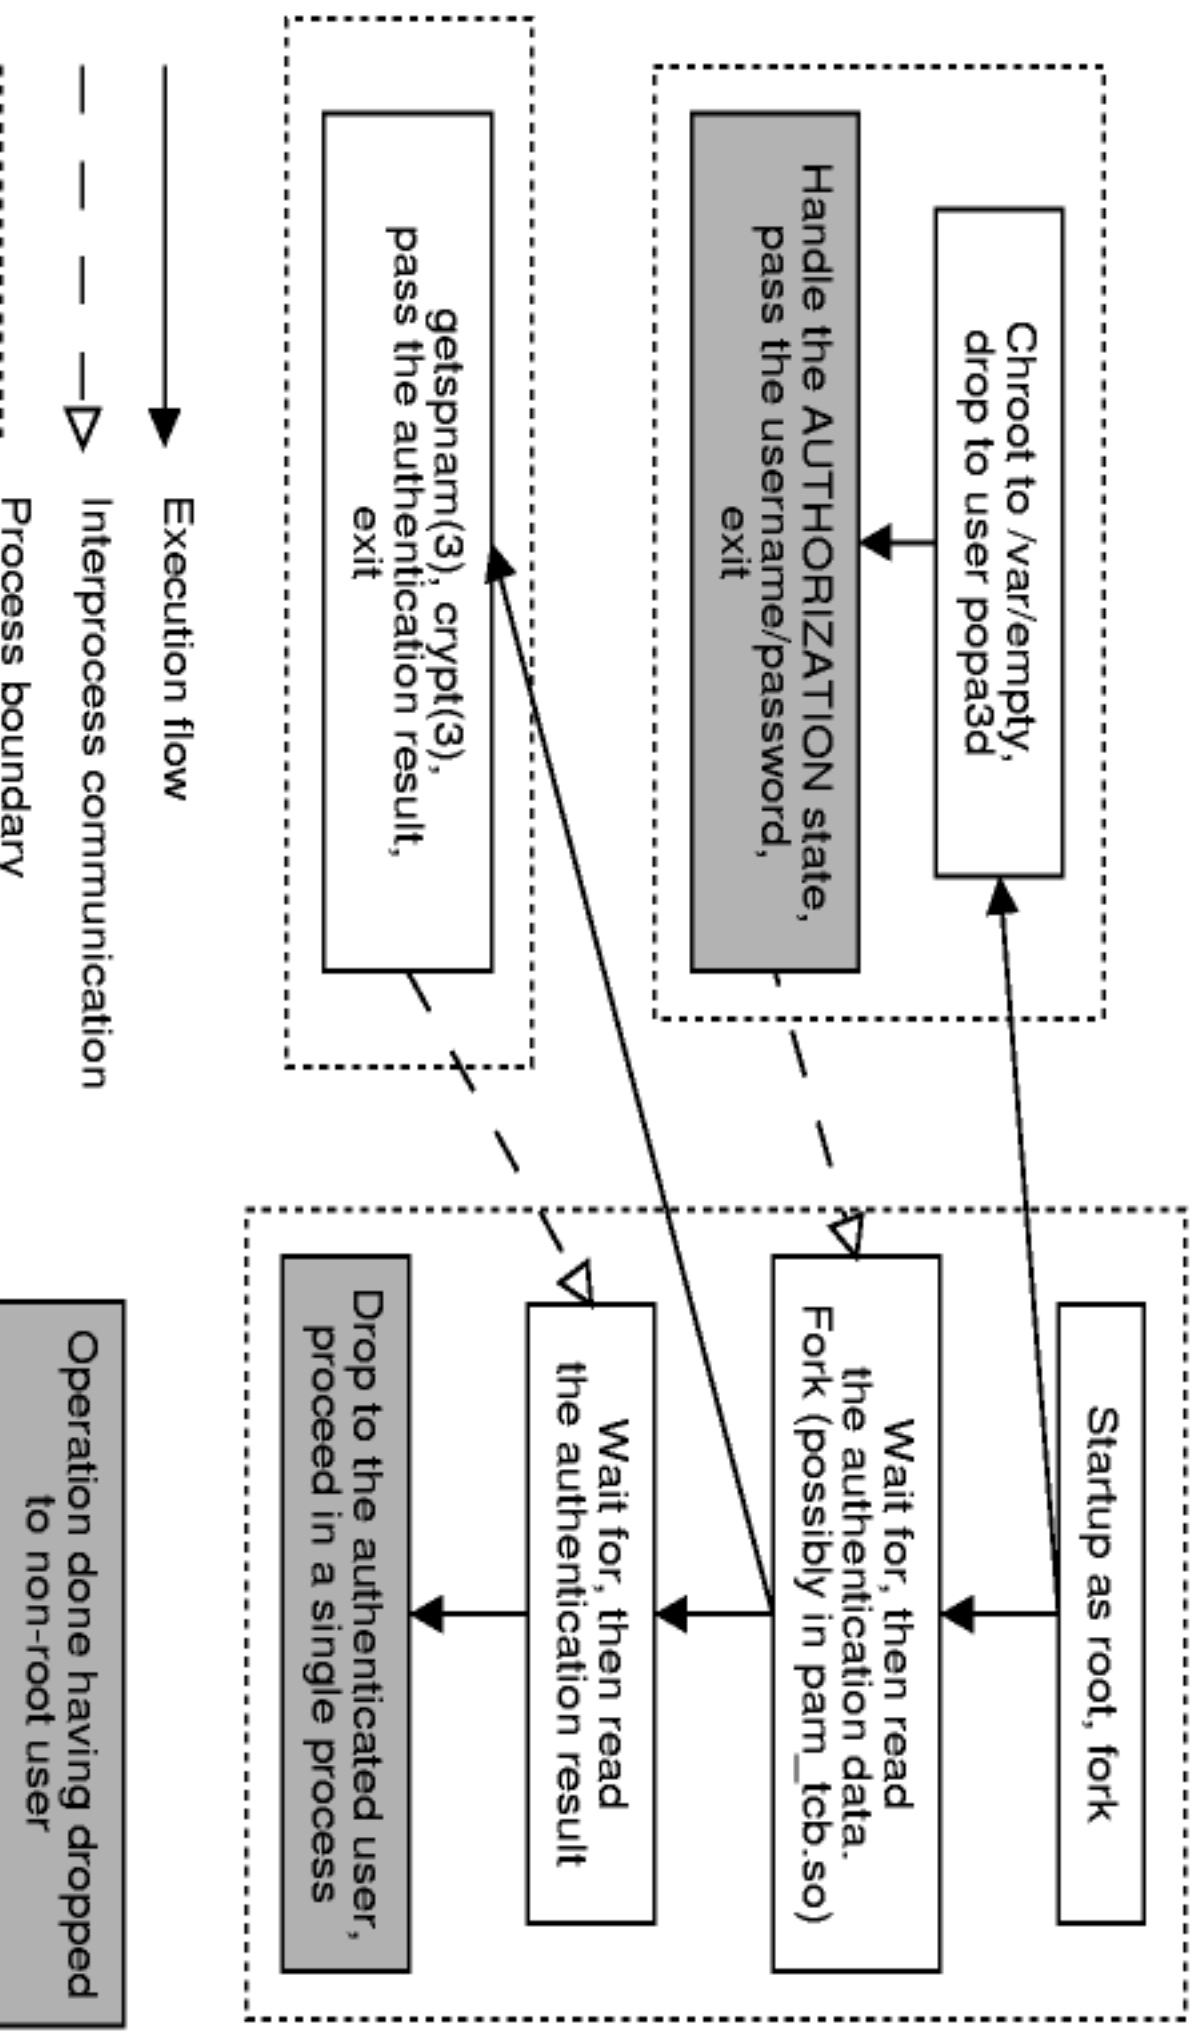 Startup as root, fork
Chroot to /var/empty,
drop to user popa3d
Handle the AUTHORIZATION state,
pass the username/password,
exit
Wait for, then read
the authentication data.
Fork (possibly in pam_tcb.so)
getspnam(3), crypt(3),
pass the authentication result,
exit
Wait for, then read
the authentication result
Drop to the authenticated user,
proceed in a single process
Execution flow
Interprocess communication
Process boundary
Operation done having dropped
to non-root user